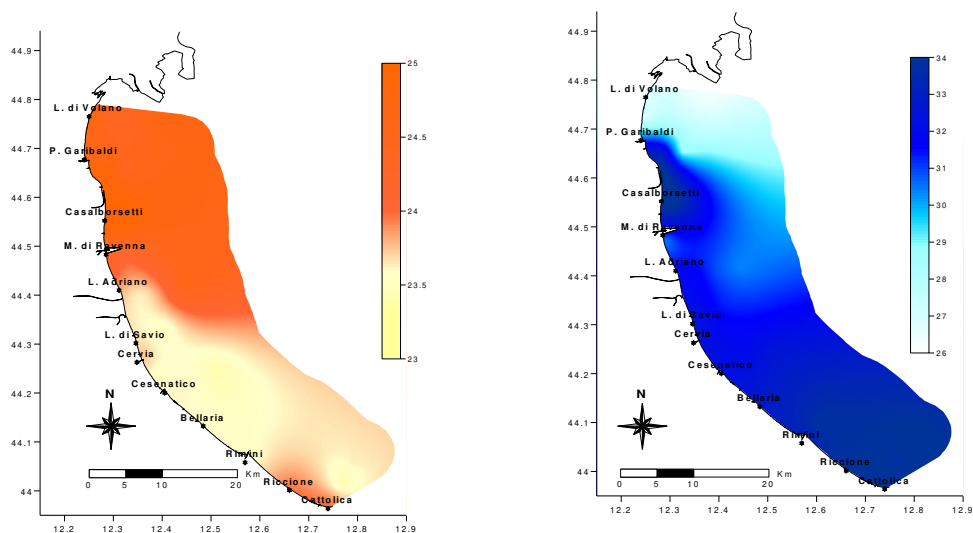 44.9
44.8
44.7
44.6
44.5
44.4
44.3
44.2
44.1
44
L. di Volano
P. Garibaldi
Casalborsetti
M. di Ravenna
L. Adriano
L. di Savio
Cervia
Cesenatico
Bellaria
Rimini
Riccione
Cattolica
N
0 5 10 20 Km
25
24.5
24
23.5
23
12.2 12.3 12.4 12.5 12.6 12.7 12.8 12.9
44.9
44.8
44.7
44.6
44.5
44.4
44.3
44.2
44.1
44
L. di Volano
P. Garibaldi
Casalborsetti
M. di Ravenna
L. Adriano
L. di Savio
Cervia
Cesenatico
Bellaria
Rimini
Riccione
Cattolica
N
0 5 10 20 Km
34
33
32
31
30
29
28
27
26
12.2 12.3 12.4 12.5 12.6 12.7 12.8 12.9